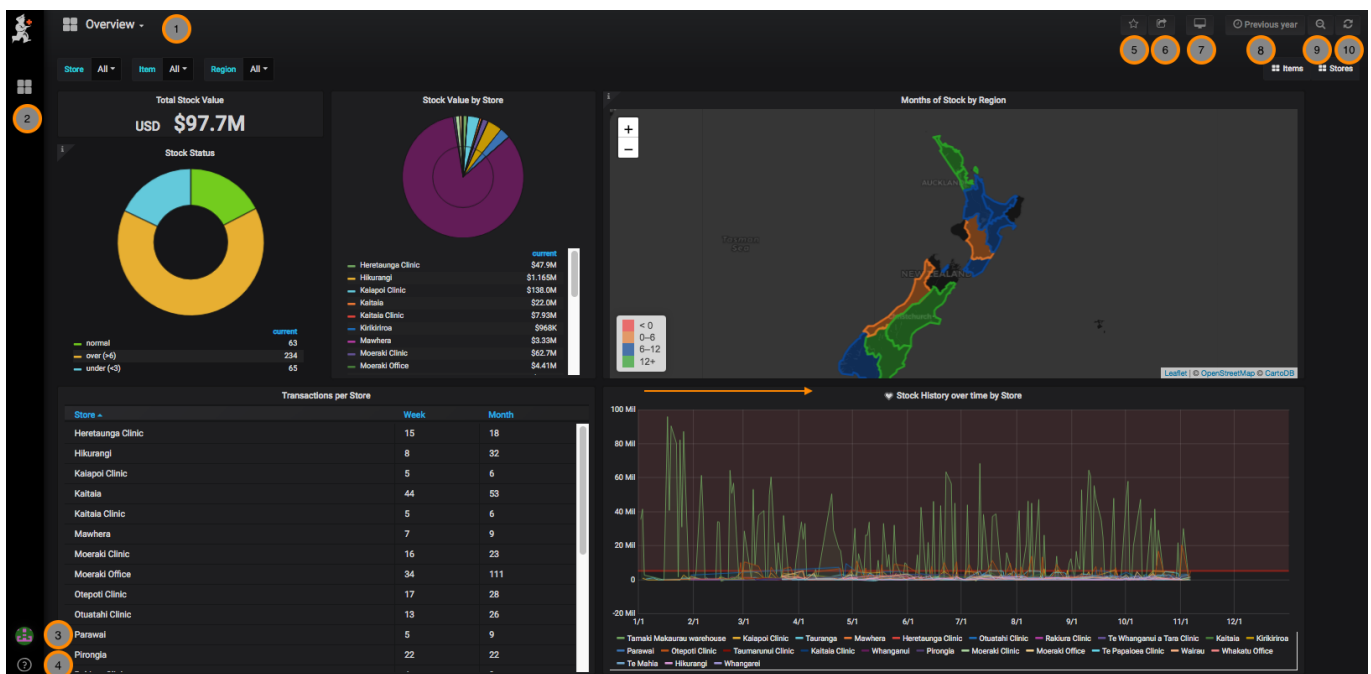 Overview
1
5
6
7
Previous year
8
9
10
Store All Item All Region All
Items Stores
2
Total Stock Value
USD $97.7M
Stock Status
current
normal 63
over (>6) 234
under (<3) 65
Stock Value by Store
current
Heretaunga Clinic $47.9M
Hikurangi $1.165M
Kaiapoi Clinic $138.0M
Kaitaia $22.0M
Kaitaia Clinic $7.93M
Kirikiriroa $968K
Mawhera $3.33M
Moeraki Clinic $62.7M
Moeraki Office $4.41M
Months of Stock by Region
+
−
AUCKLAND
Tasman
Sea
NEW ZEALAND
< 0
0–6
6–12
12+
Leaflet | © OpenStreetMap © CartoDB
Transactions per Store
Store Week Month
Heretaunga Clinic 15 18
Hikurangi 8 32
Kaiapoi Clinic 5 6
Kaitaia 44 53
Kaitaia Clinic 5 6
Mawhera 7 9
Moeraki Clinic 16 23
Moeraki Office 34 111
Otepoti Clinic 17 28
Otuatahi Clinic 13 26
Parawai 5 9
Pirongia 22 22
3
4
?
Stock History over time by Store
100 Mil
80 Mil
60 Mil
40 Mil
20 Mil
0
-20 Mil
1/1 2/1 3/1 4/1 5/1 6/1 7/1 8/1 9/1 10/1 11/1 12/1
Tamaki Makaurau warehouse Kaiapoi Clinic Tauranga Mawhera Heretaunga Clinic Otuatahi Clinic Rakiura Clinic Te Whanganui a Tara Clinic Kaitaia Kirikiriroa
Parawai Otepoti Clinic Taumarunui Clinic Kaitaia Clinic Whanganui Pirongia Moeraki Clinic Moeraki Office Te Papaioea Clinic Wairau Whakatu Office
Te Mahia Hikurangi Whangarei